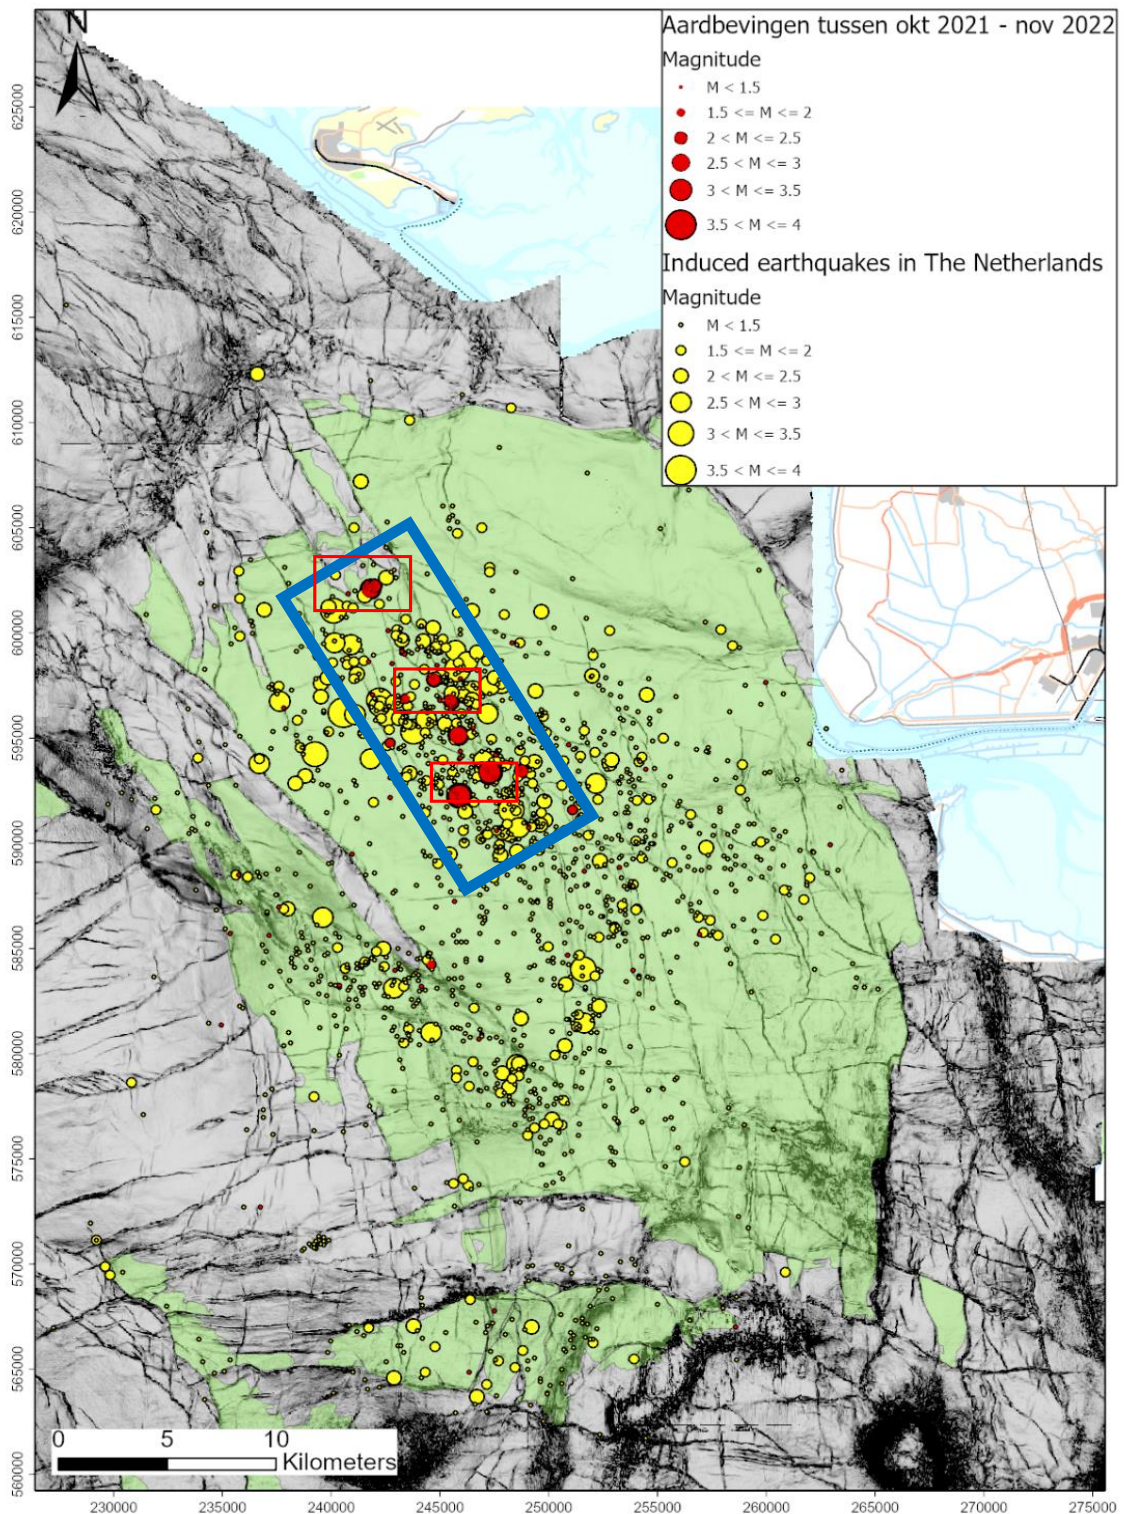 N
Aardbevingen tussen okt 2021 - nov 2022
Magnitude
M < 1.5
1.5 <= M <= 2
2 < M <= 2.5
2.5 < M <= 3
3 < M <= 3.5
3.5 < M <= 4
Induced earthquakes in The Netherlands
Magnitude
M < 1.5
1.5 <= M <= 2
2 < M <= 2.5
2.5 < M <= 3
3 < M <= 3.5
3.5 < M <= 4
625000
620000
615000
610000
605000
600000
595000
590000
585000
580000
575000
570000
565000
560000
0 5 10
Kilometers
230000 235000 240000 245000 250000 255000 260000 265000 270000 275000